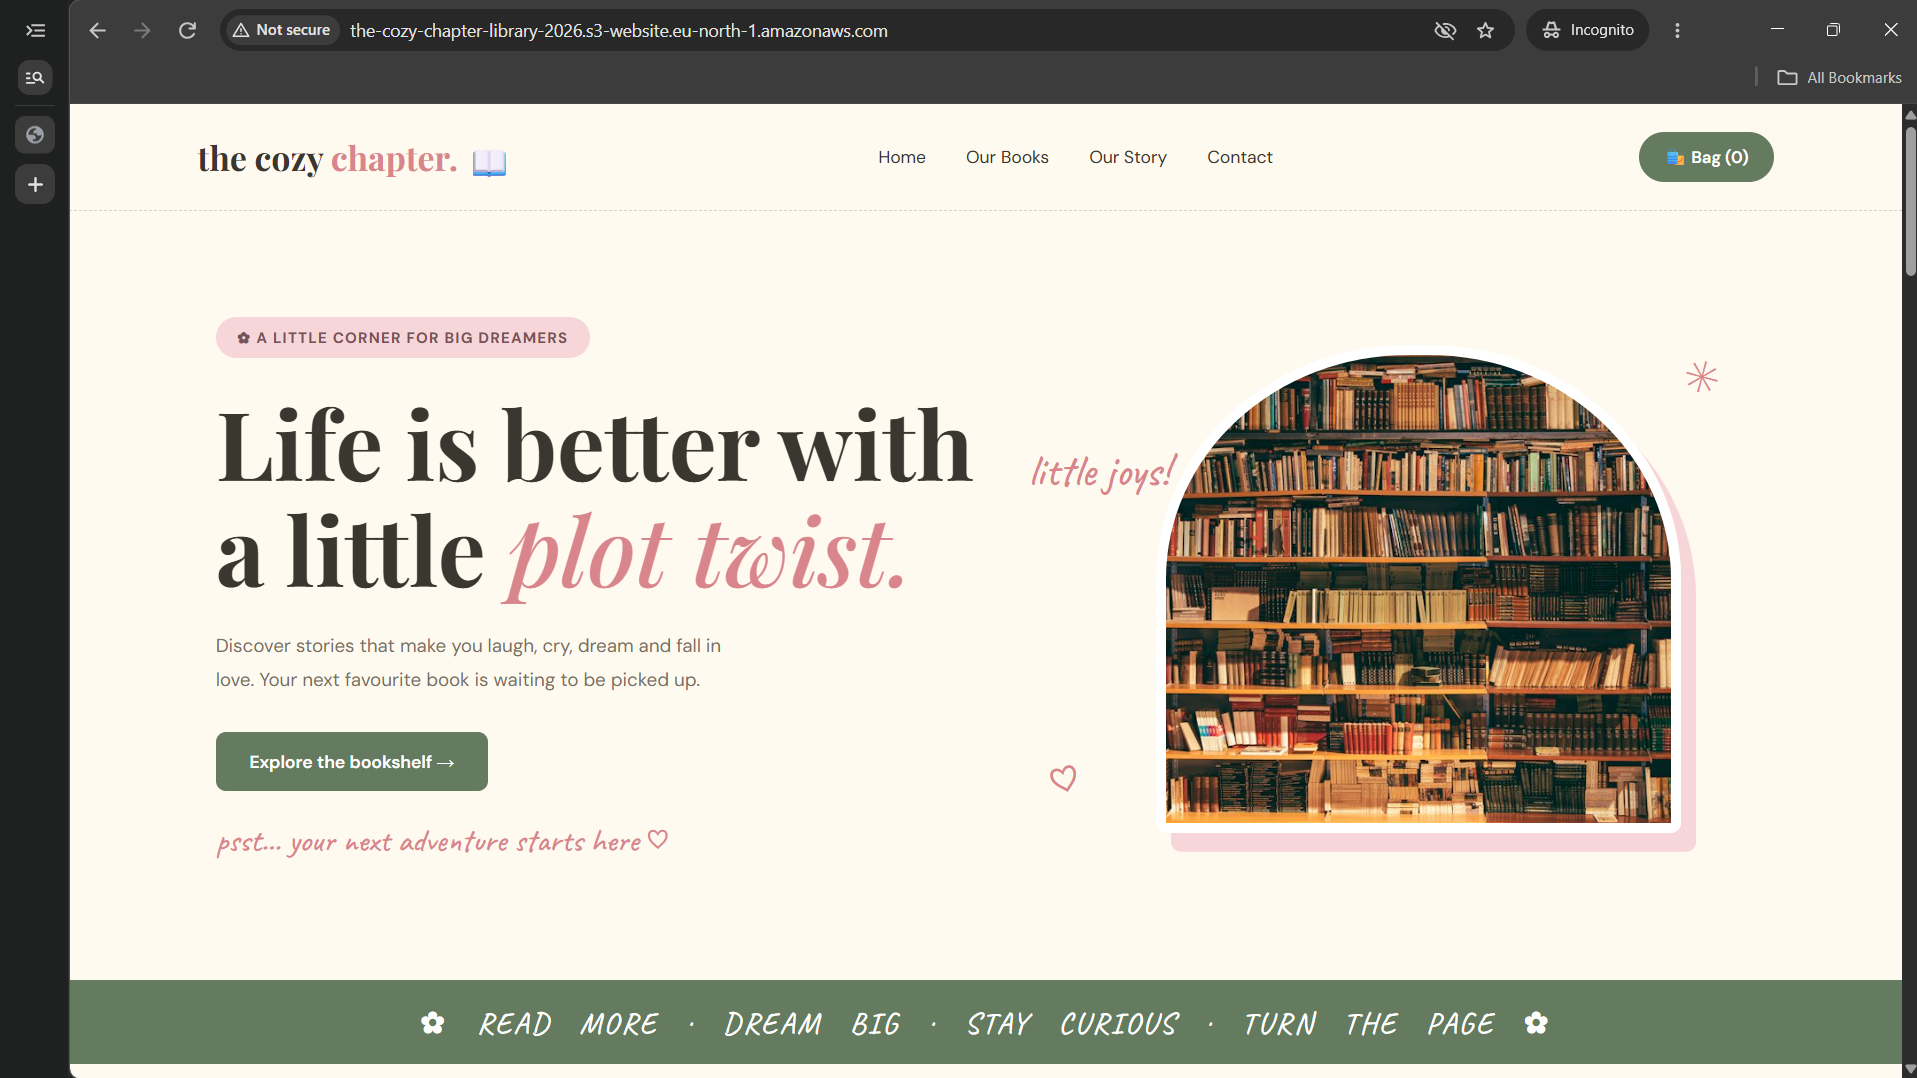 Not secure
the-cozy-chapter-library-2026.s3-website.eu-north-1.amazonaws.com
Incognito
All Bookmarks
the cozy chapter. 📖
Home
Our Books
Our Story
Contact
🛍️ Bag (0)
✿ A LITTLE CORNER FOR BIG DREAMERS
Life is better with
a little plot twist.
little joys!
Discover stories that make you laugh, cry, dream and fall in
love. Your next favourite book is waiting to be picked up.
Explore the bookshelf →
psst... your next adventure starts here ♡
✿ READ MORE · DREAM BIG · STAY CURIOUS · TURN THE PAGE ✿